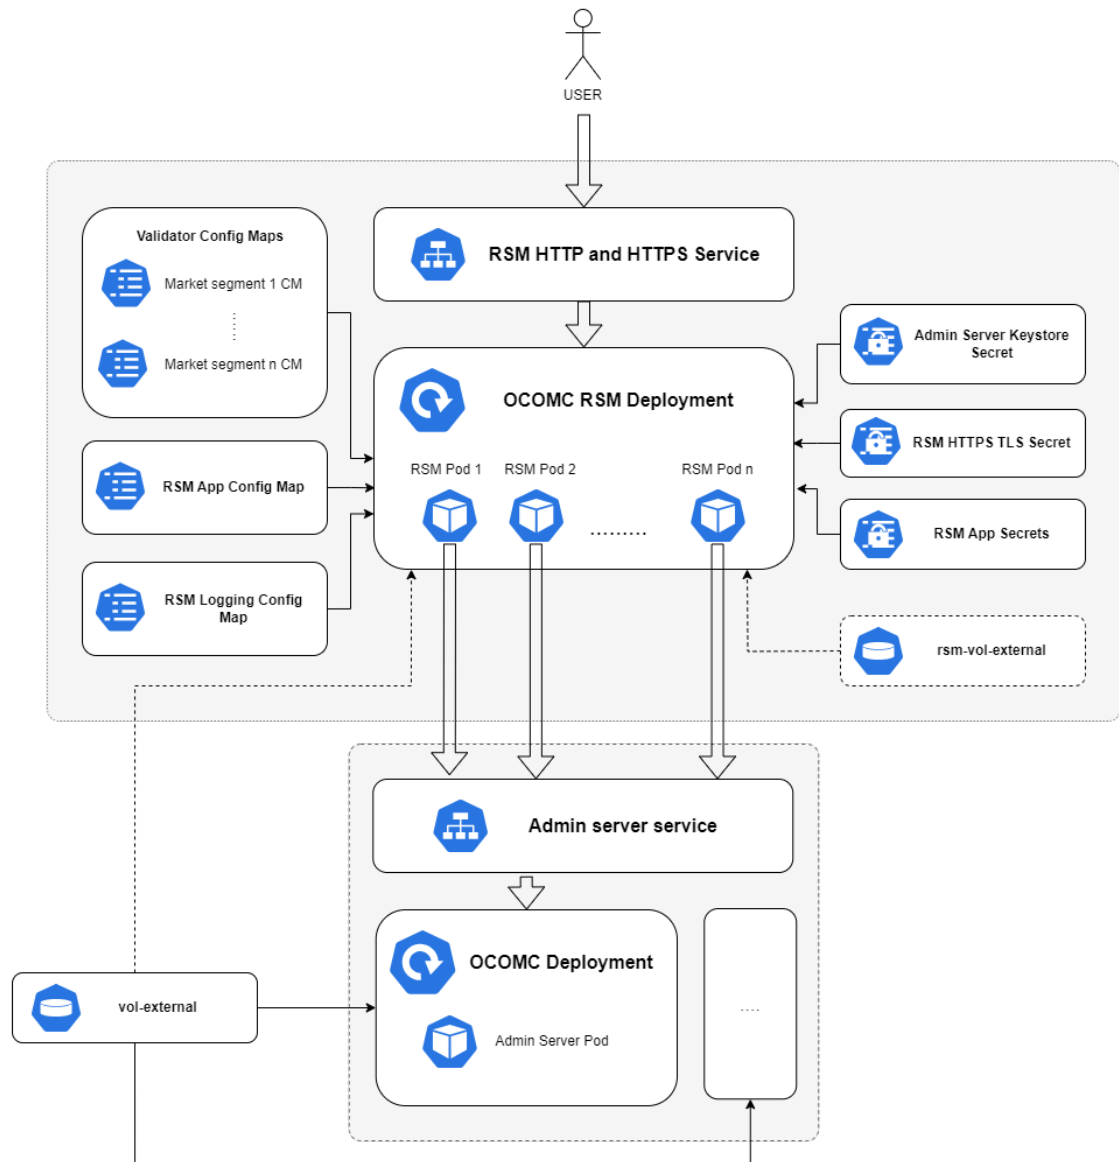 USER
Validator Config Maps
Market segment 1 CM
Market segment n CM
RSM HTTP and HTTPS Service
Admin Server Keystore
Secret
OCOMC RSM Deployment
RSM HTTPS TLS Secret
RSM App Config Map
RSM Pod 1
RSM Pod 2
RSM Pod n
.........
RSM App Secrets
RSM Logging Config
Map
rsm-vol-external
Admin server service
OCOMC Deployment
vol-external
....
Admin Server Pod